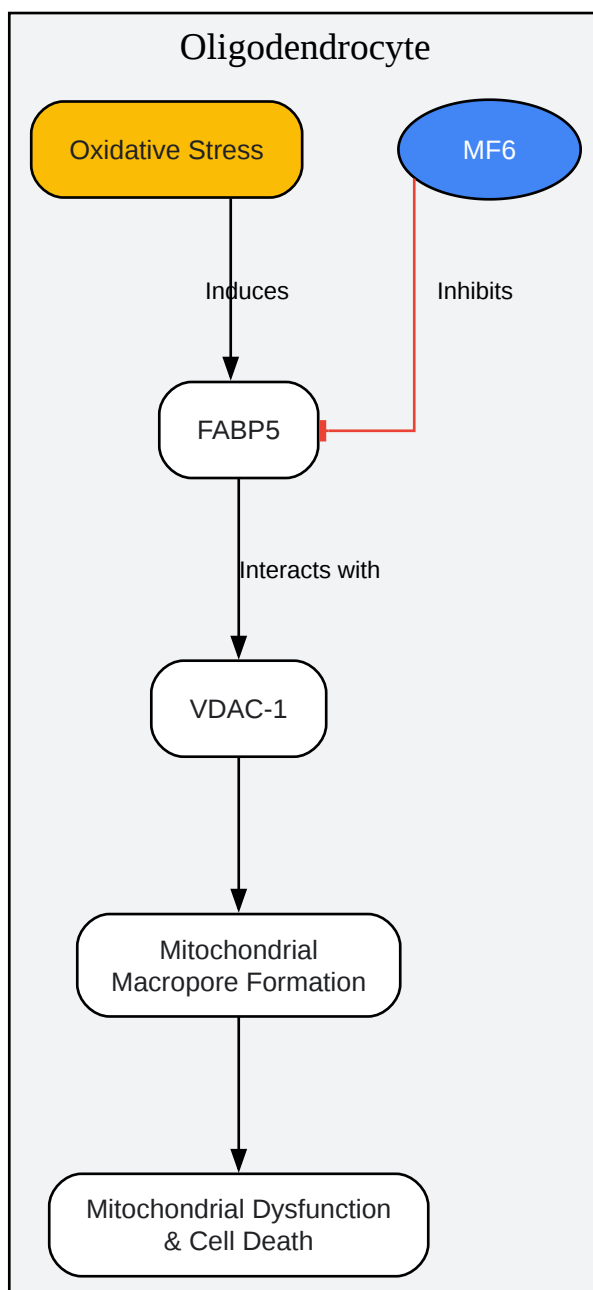 Oligodendrocyte
Oxidative Stress
MF6
Induces
Inhibits
FABP5
Interacts with
VDAC-1
Mitochondrial
Macropore Formation
Mitochondrial Dysfunction
& Cell Death